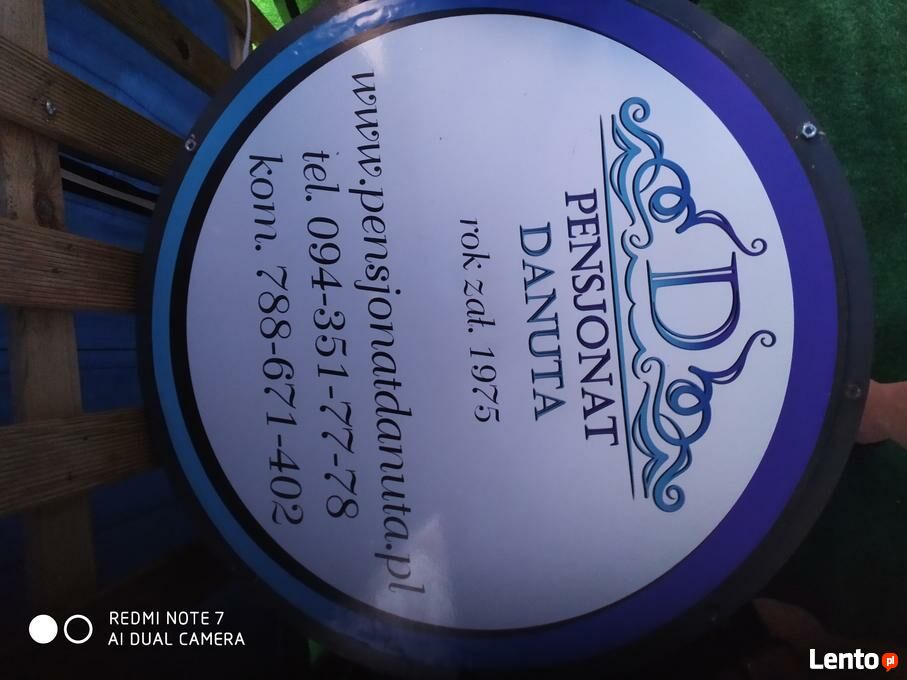 D
PENSJONAT
DANUTA
rok zał. 1975
www.pensjonatdanuta.pl
tel. 094-351-77-78
kom. 788-671-402
REDMI NOTE 7
AI DUAL CAMERA
Lento pl